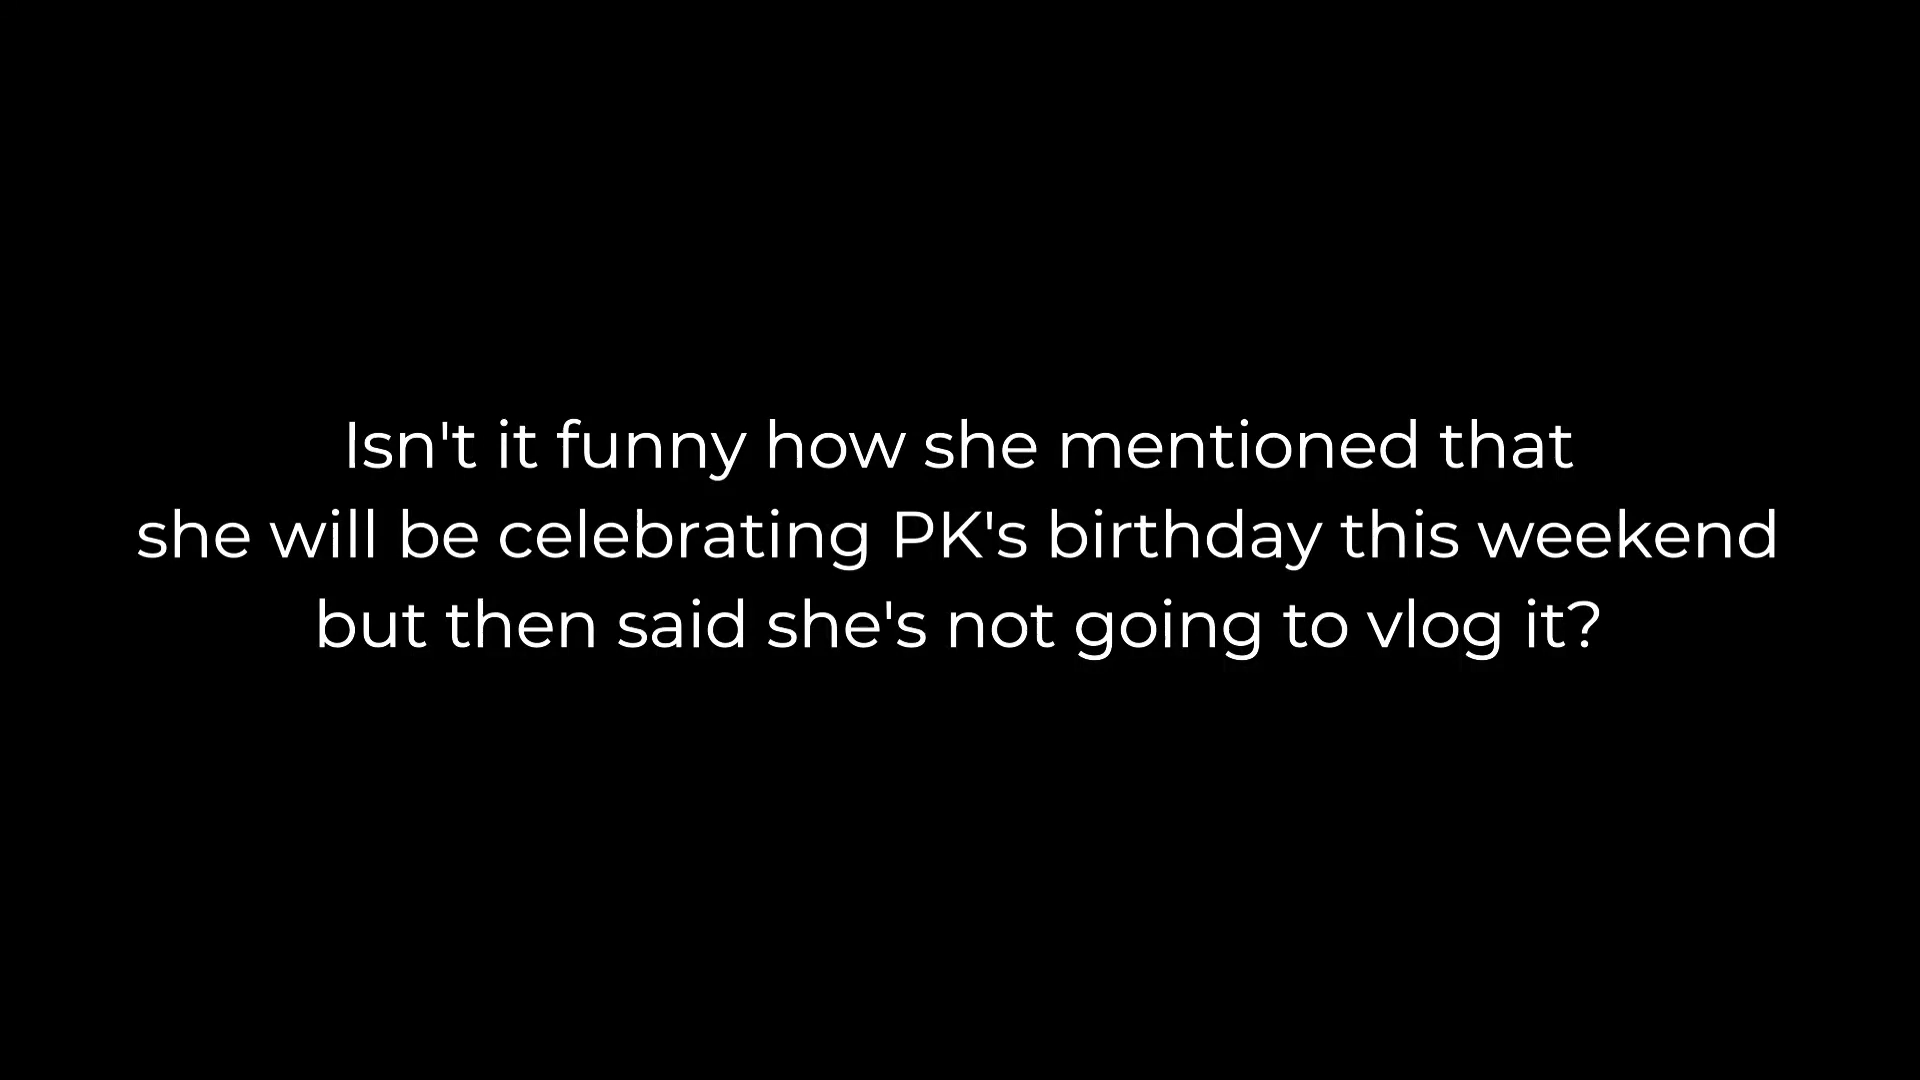 Isn't it funny how she mentioned that
she will be celebrating PK's birthday this weekend
but then said she's not going to vlog it?